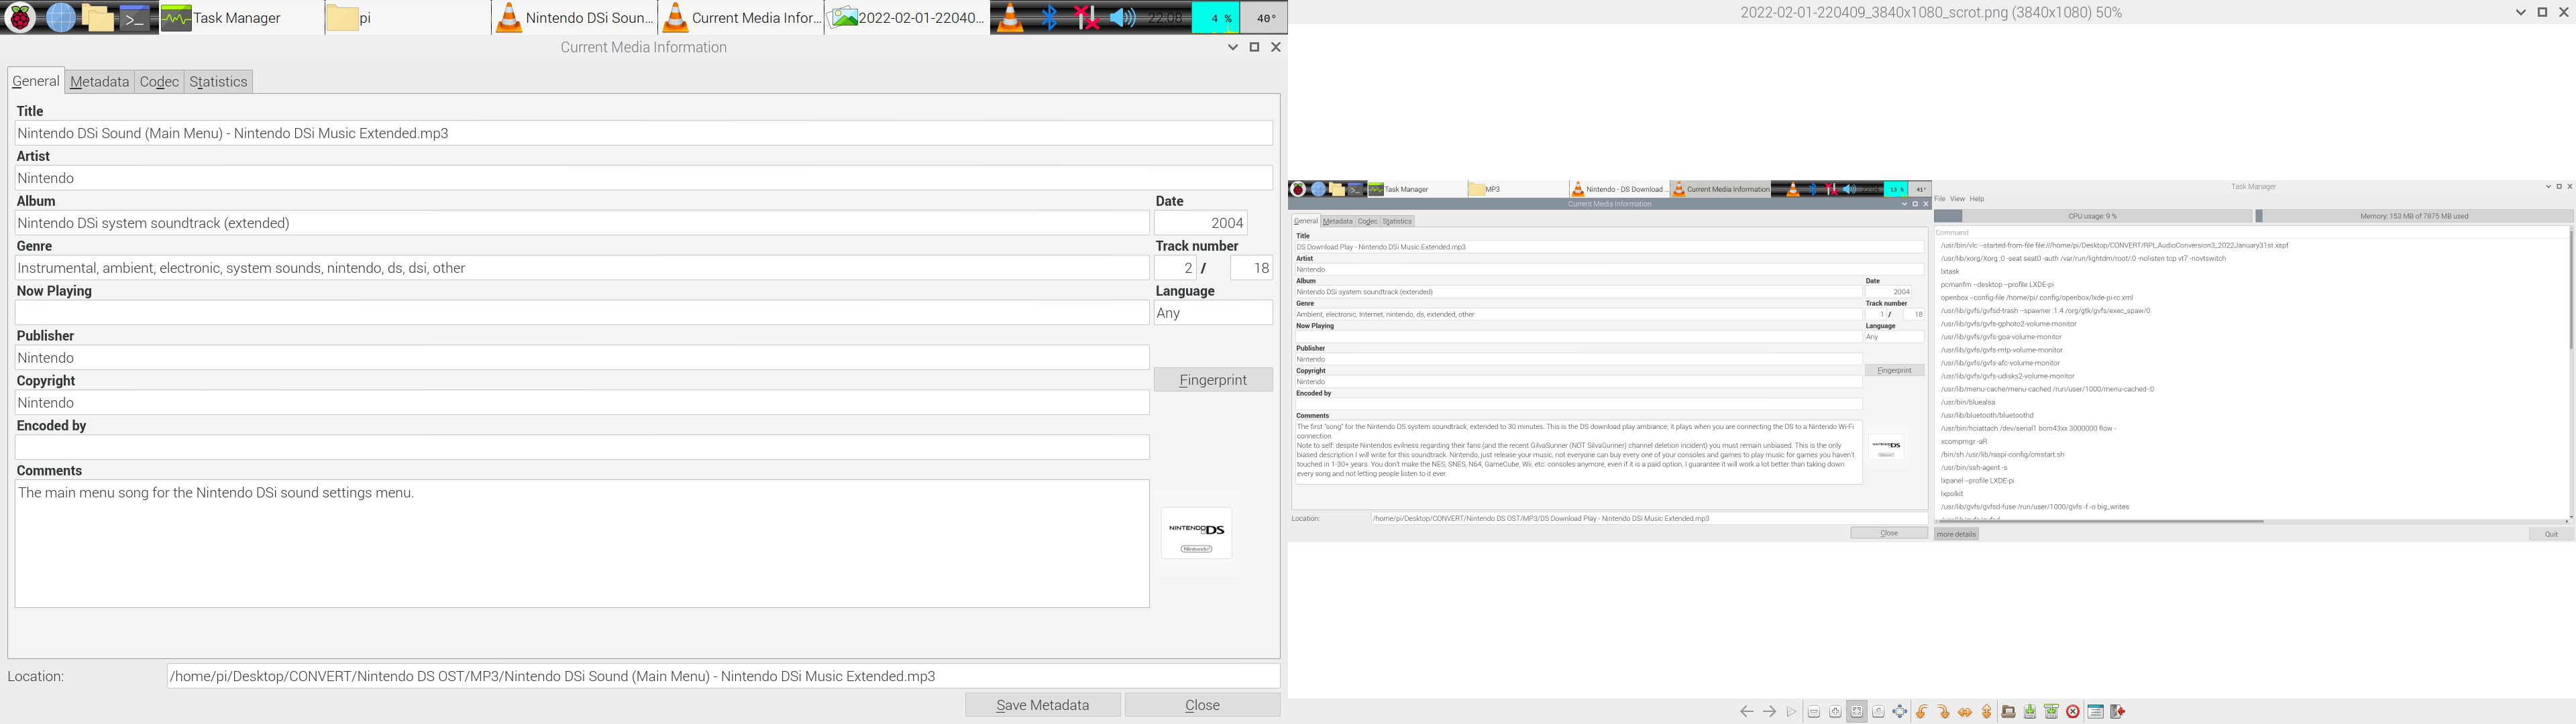 Task Manager
pi
Nintendo DSi Soun...
Current Media Infor...
2022-02-01-22040...
22:08
4 %
40°
Current Media Information
General
Metadata
Codec
Statistics
Title
Nintendo DSi Sound (Main Menu) - Nintendo DSi Music Extended.mp3
Artist
Nintendo
Album
Date
Nintendo DSi system soundtrack (extended)
2004
Genre
Track number
Instrumental, ambient, electronic, system sounds, nintendo, ds, dsi, other
2 / 18
Now Playing
Language
Any
Publisher
Nintendo
Copyright
Fingerprint
Nintendo
Encoded by
Comments
The main menu song for the Nintendo DSi sound settings menu.
NINTENDO DS
Nintendo
Location:
/home/pi/Desktop/CONVERT/Nintendo DS OST/MP3/Nintendo DSi Sound (Main Menu) - Nintendo DSi Music Extended.mp3
Save Metadata
Close
2022-02-01-220409_3840x1080_scrot.png (3840x1080) 50%
Task Manager
MP3
Nintendo - DS Download ...
Current Media Information
13 %
41°
Current Media Information
General
Metadata
Codec
Statistics
Title
DS Download Play - Nintendo DSi Music Extended.mp3
Artist
Nintendo
Album
Date
Nintendo DSi system soundtrack (extended)
2004
Genre
Track number
Ambient, electronic, Internet, nintendo, ds, extended, other
1 / 18
Now Playing
Language
Any
Publisher
Nintendo
Copyright
Fingerprint
Nintendo
Encoded by
Comments
The first "song" for the Nintendo DS system soundtrack, extended to 30 minutes. This is the DS download play ambiance, it plays when you are connecting the DS to a Nintendo Wi-Fi
connection.
Note to self: despite Nintendos evilness regarding their fans (and the recent GilvaSunner (NOT SilvaGunner) channel deletion incident) you must remain unbiased. This is the only
biased description I will write for this soundtrack. Nintendo, just release your music, not everyone can buy every one of your consoles and games to play music for games you haven't
touched in 1-30+ years. You don't make the NES, SNES, N64, GameCube, Wii, etc. consoles anymore, even if it is a paid option, I guarantee it will work a lot better than taking down
every song and not letting people listen to it ever.
NINTENDO DS
Location:
/home/pi/Desktop/CONVERT/Nintendo DS OST/MP3/DS Download Play - Nintendo DSi Music Extended.mp3
Close
Task Manager
File View Help
CPU usage: 9 %
Memory: 153 MB of 7875 MB used
Command
/usr/bin/vlc --started-from-file file:///home/pi/Desktop/CONVERT/RPI_AudioConversion3_2022January31st.xspf
/usr/lib/xorg/Xorg :0 -seat seat0 -auth /var/run/lightdm/root/:0 -nolisten tcp vt7 -novtswitch
lxtask
pcmanfm --desktop --profile LXDE-pi
openbox --config-file /home/pi/.config/openbox/lxde-pi-rc.xml
/usr/lib/gvfs/gvfsd-trash --spawner :1.4 /org/gtk/gvfs/exec_spaw/0
/usr/lib/gvfs/gvfs-gphoto2-volume-monitor
/usr/lib/gvfs/gvfs-goa-volume-monitor
/usr/lib/gvfs/gvfs-mtp-volume-monitor
/usr/lib/gvfs/gvfs-afc-volume-monitor
/usr/lib/gvfs/gvfs-udisks2-volume-monitor
/usr/lib/menu-cache/menu-cached /run/user/1000/menu-cached-:0
/usr/bin/bluealsa
/usr/lib/bluetooth/bluetoothd
/usr/bin/hciattach /dev/serial1 bcm43xx 3000000 flow -
xcompmgr -aR
/bin/sh /usr/lib/raspi-config/cmstart.sh
/usr/bin/ssh-agent -s
lxpanel --profile LXDE-pi
lxpolkit
/usr/lib/gvfs/gvfsd-fuse /run/user/1000/gvfs -f -o big_writes
more details
Quit